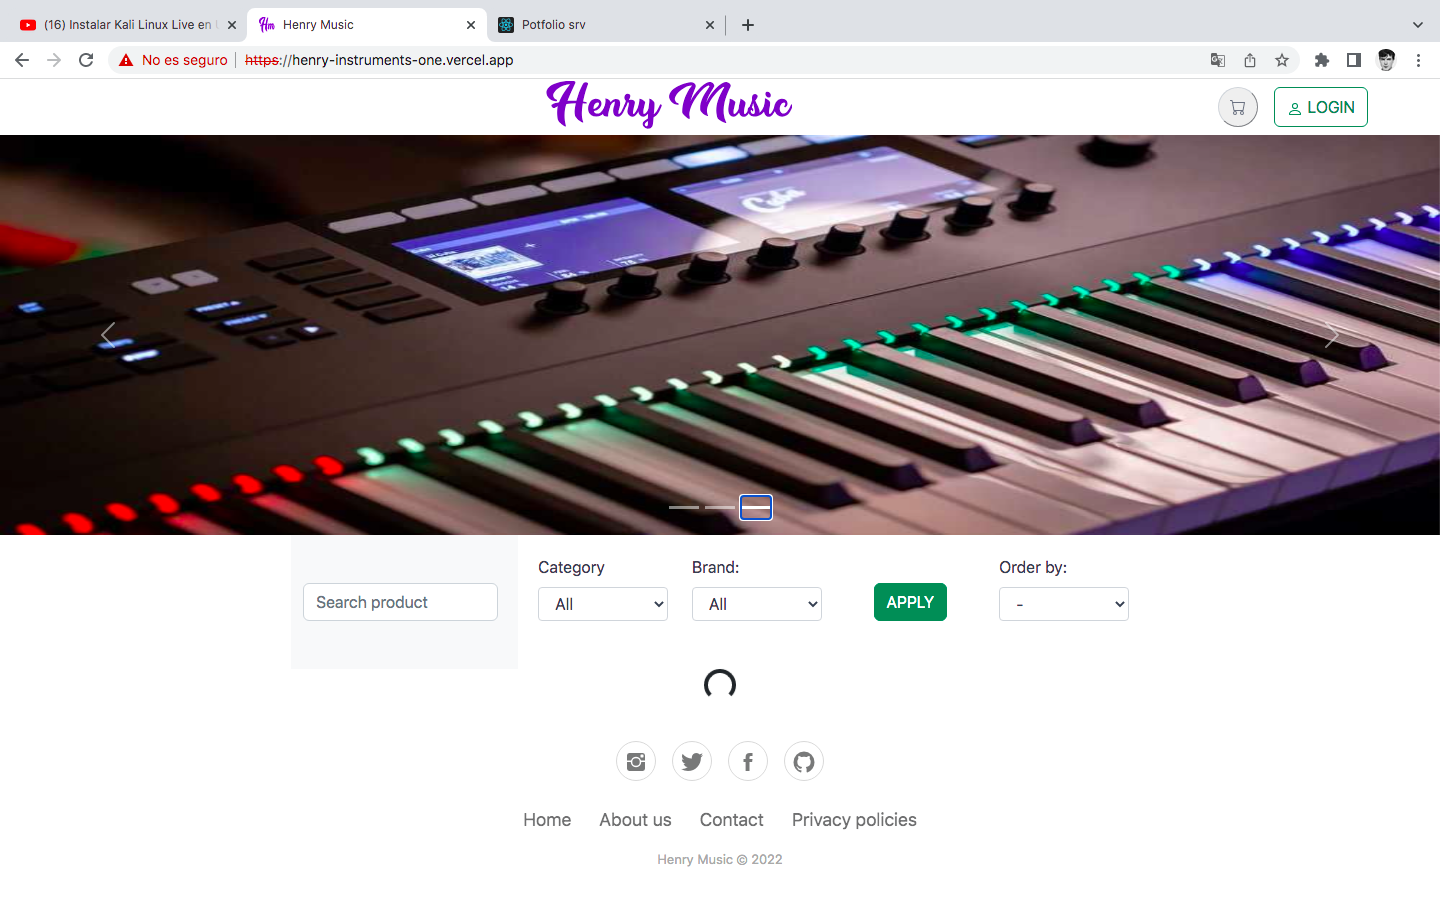 (16) Instalar Kali Linux Live en
Henry Music
Potfolio srv
No es seguro
https://henry-instruments-one.vercel.app
Henry Music
LOGIN
Coda
Category
Brand:
Order by:
Search product
All
All
APPLY
-
Home
About us
Contact
Privacy policies
Henry Music © 2022